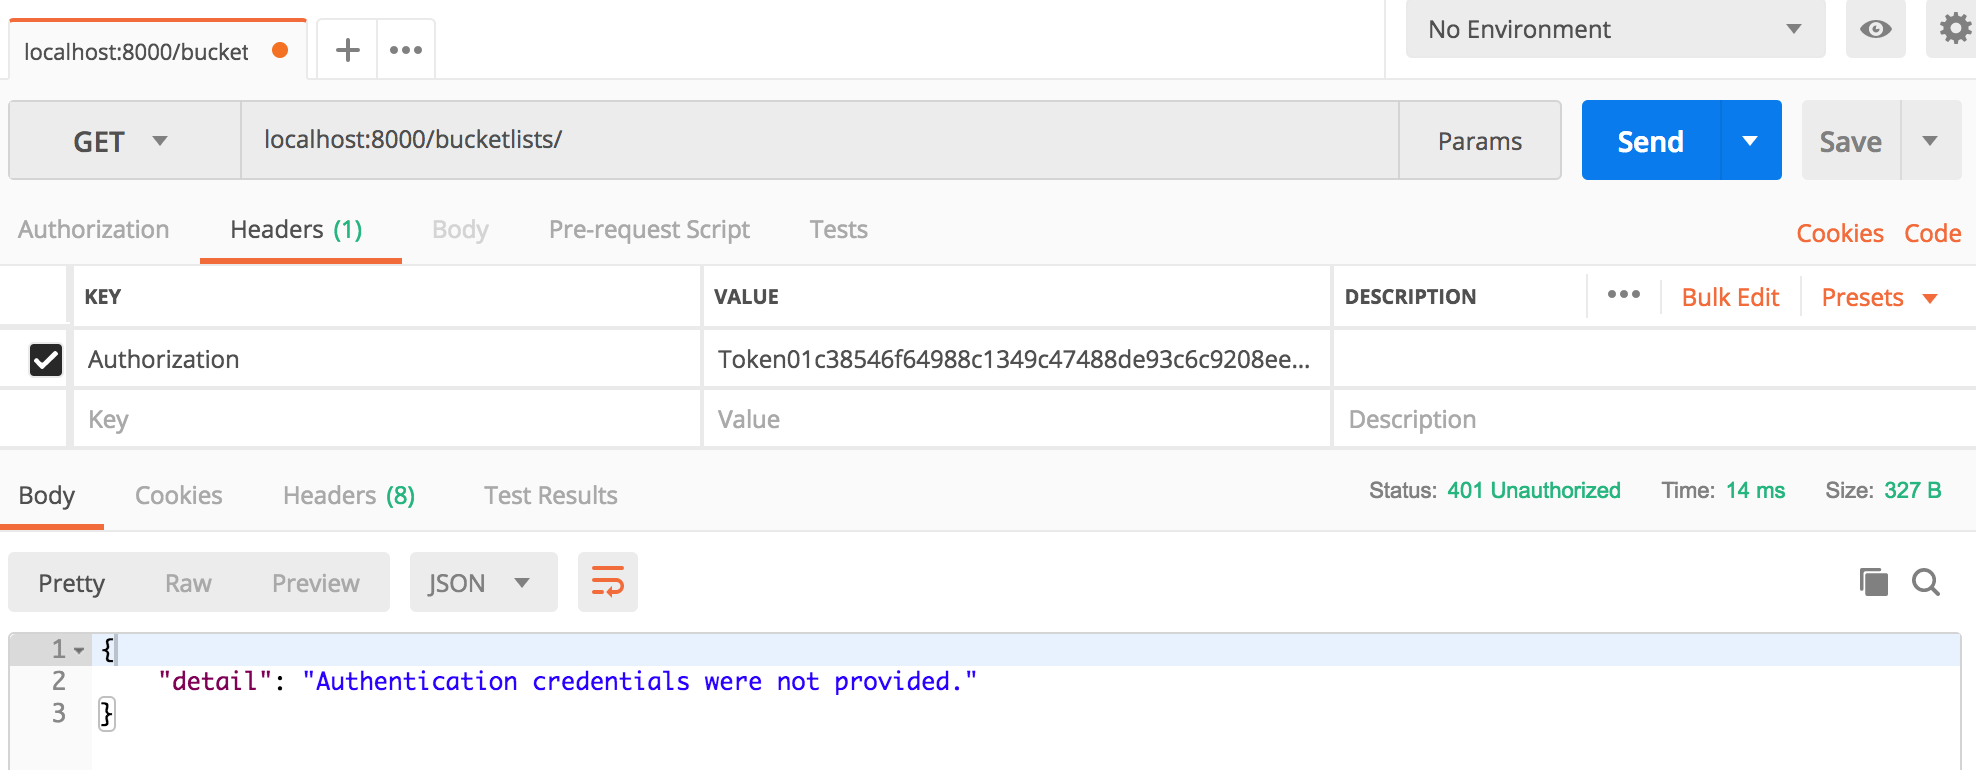 localhost:8000/bucket
No Environment
GET localhost:8000/bucketlists/ Params Send Save
Authorization Headers (1) Body Pre-request Script Tests Cookies Code
KEY VALUE DESCRIPTION Bulk Edit Presets
Authorization Token01c38546f64988c1349c47488de93c6c9208ee...
Key Value Description
Body Cookies Headers (8) Test Results Status: 401 Unauthorized Time: 14 ms Size: 327 B
Pretty Raw Preview JSON
1 {
2 "detail": "Authentication credentials were not provided."
3 }